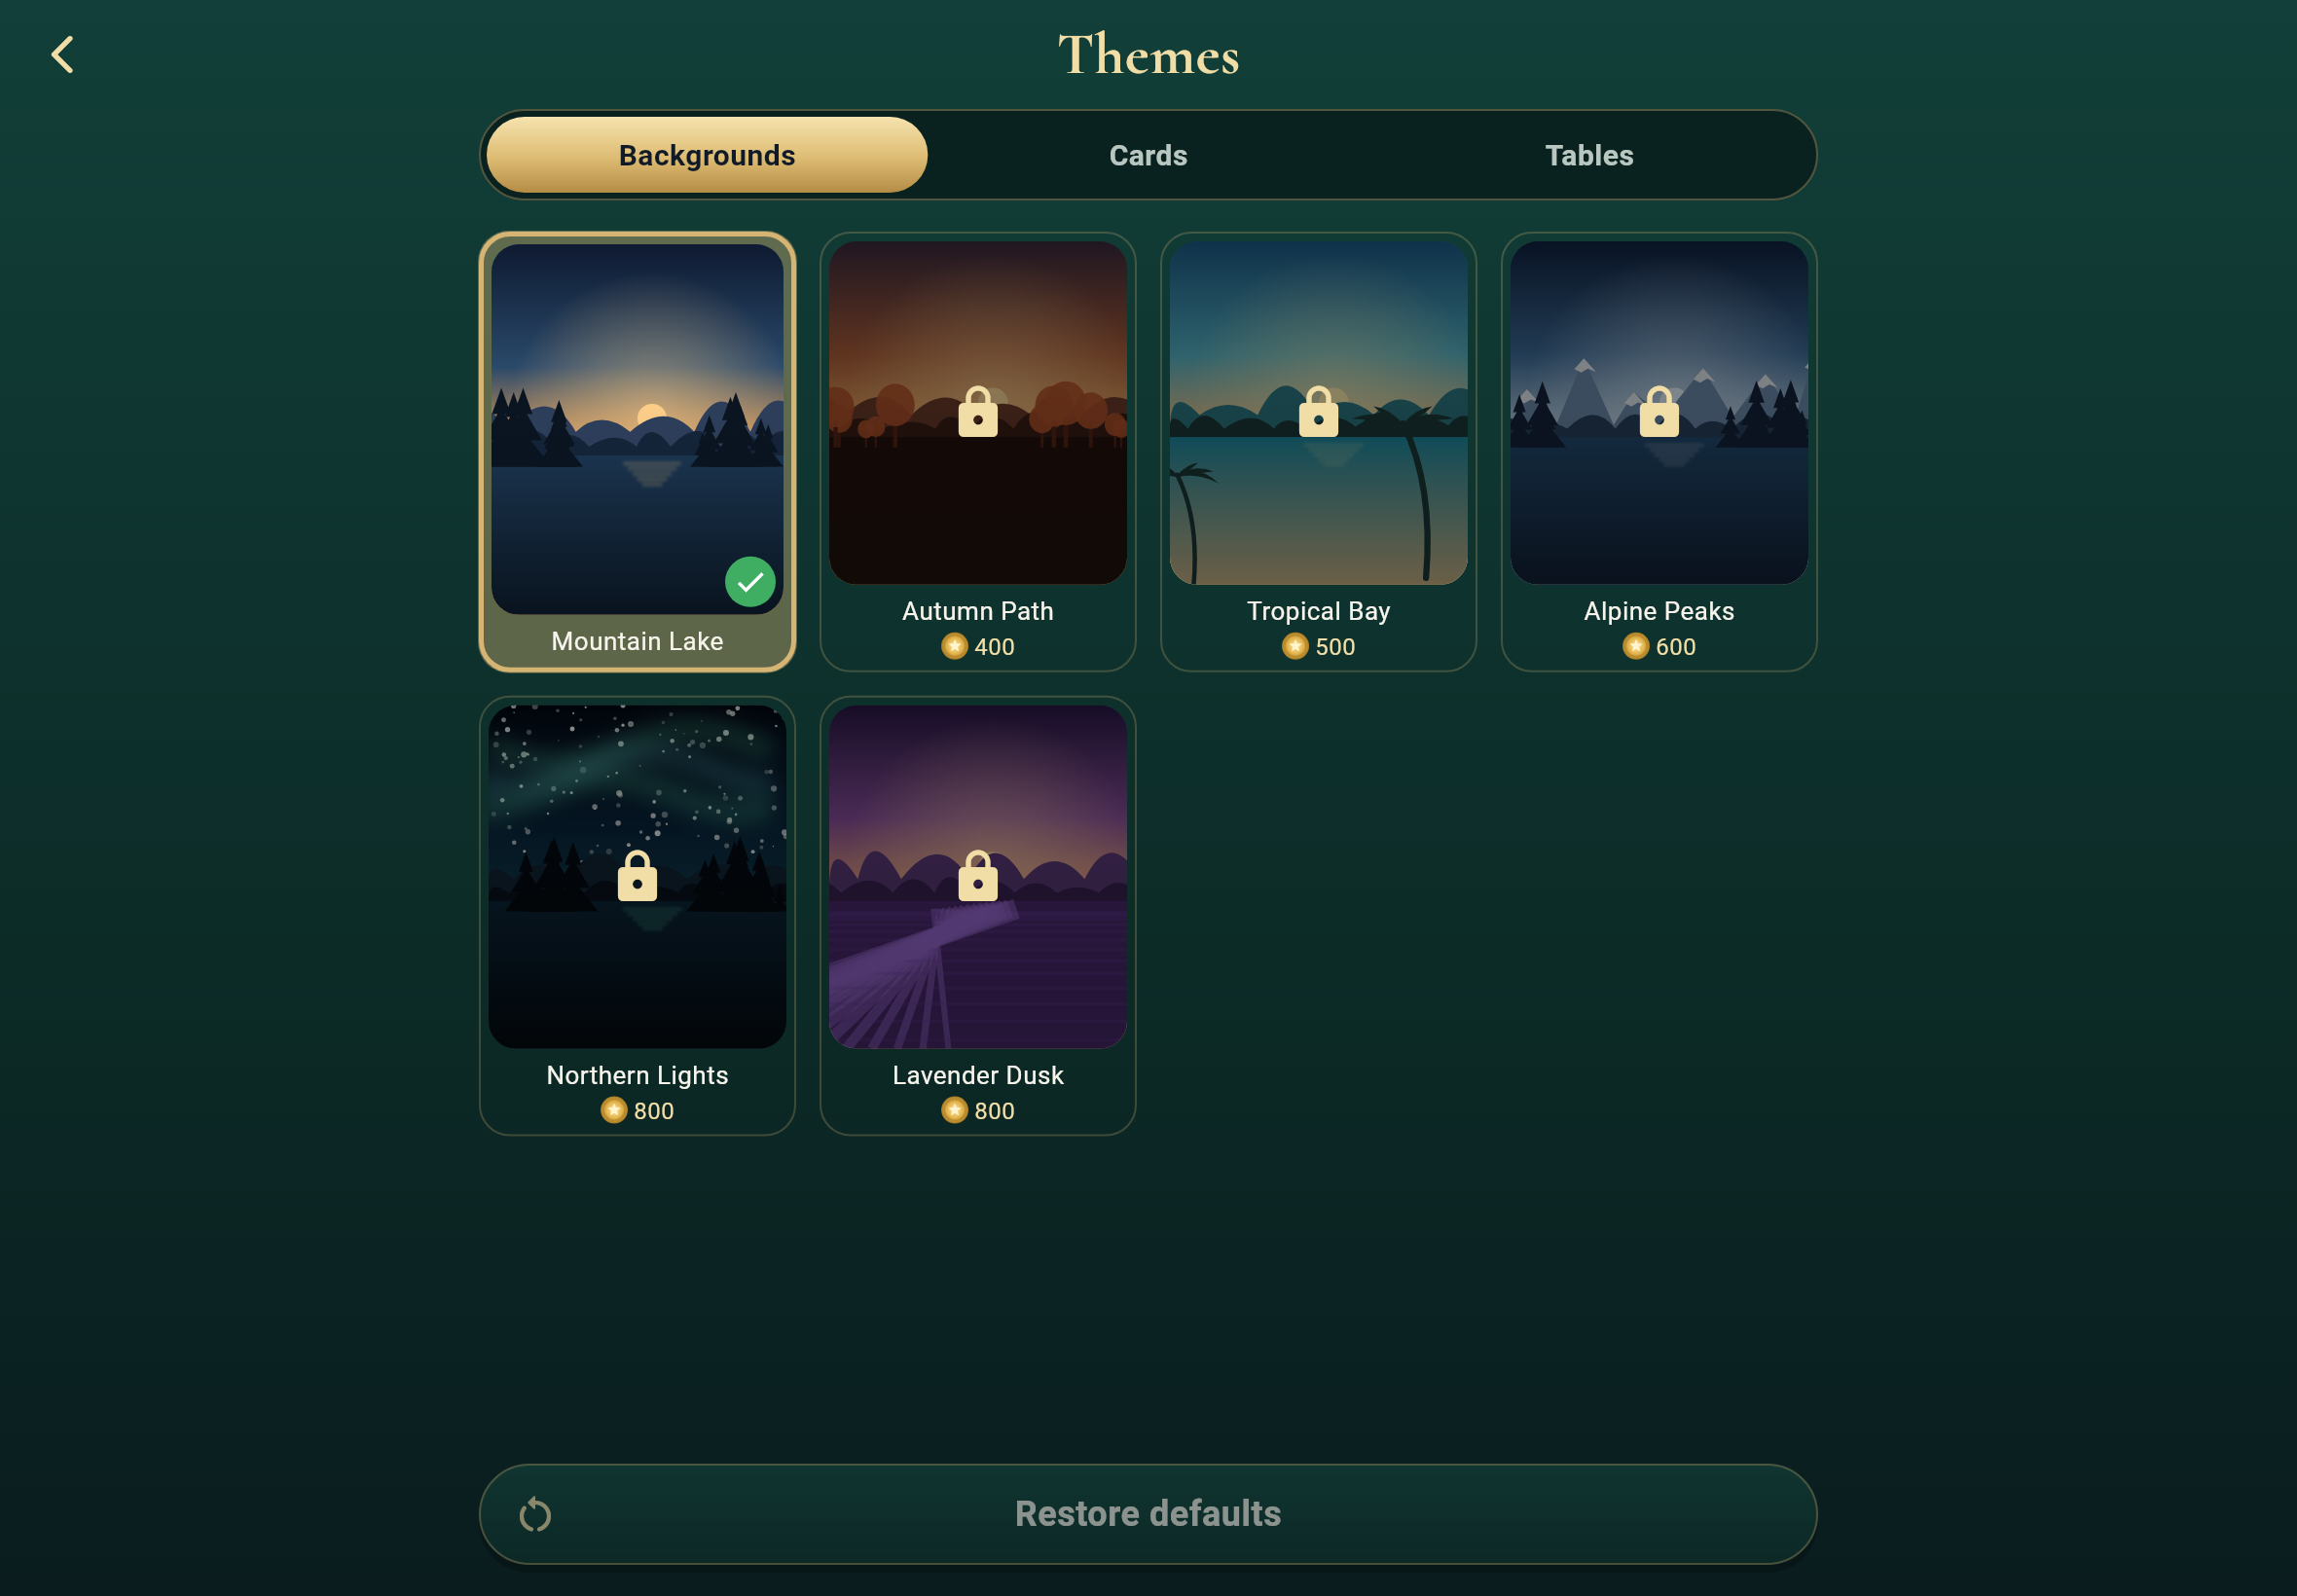 Themes
Backgrounds
Cards
Tables
Mountain Lake
Autumn Path
400
Tropical Bay
500
Alpine Peaks
600
Northern Lights
800
Lavender Dusk
800
Restore defaults